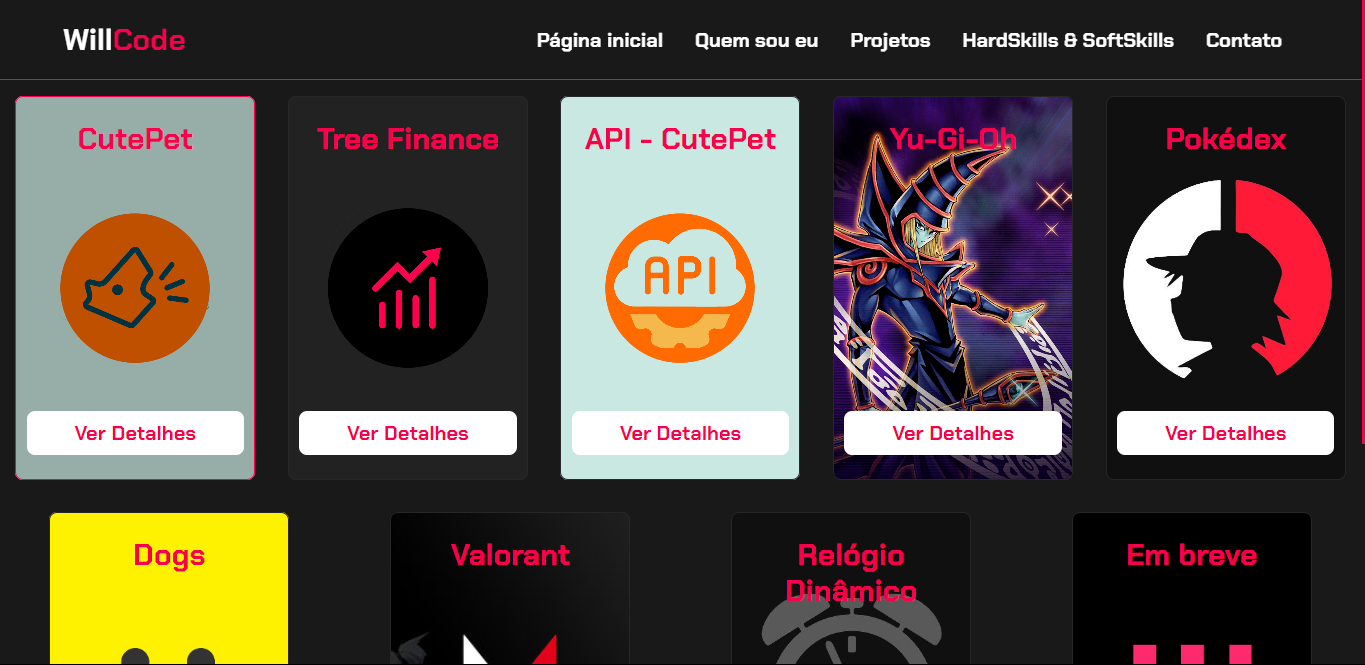 WillCode
Página inicial
Quem sou eu
Projetos
HardSkills & SoftSkills
Contato
CutePet
Tree Finance
API - CutePet
Yu-Gi-Oh
Pokédex
API
Ver Detalhes
Ver Detalhes
Ver Detalhes
Ver Detalhes
Ver Detalhes
Dogs
Valorant
Relógio
Dinâmico
Em breve